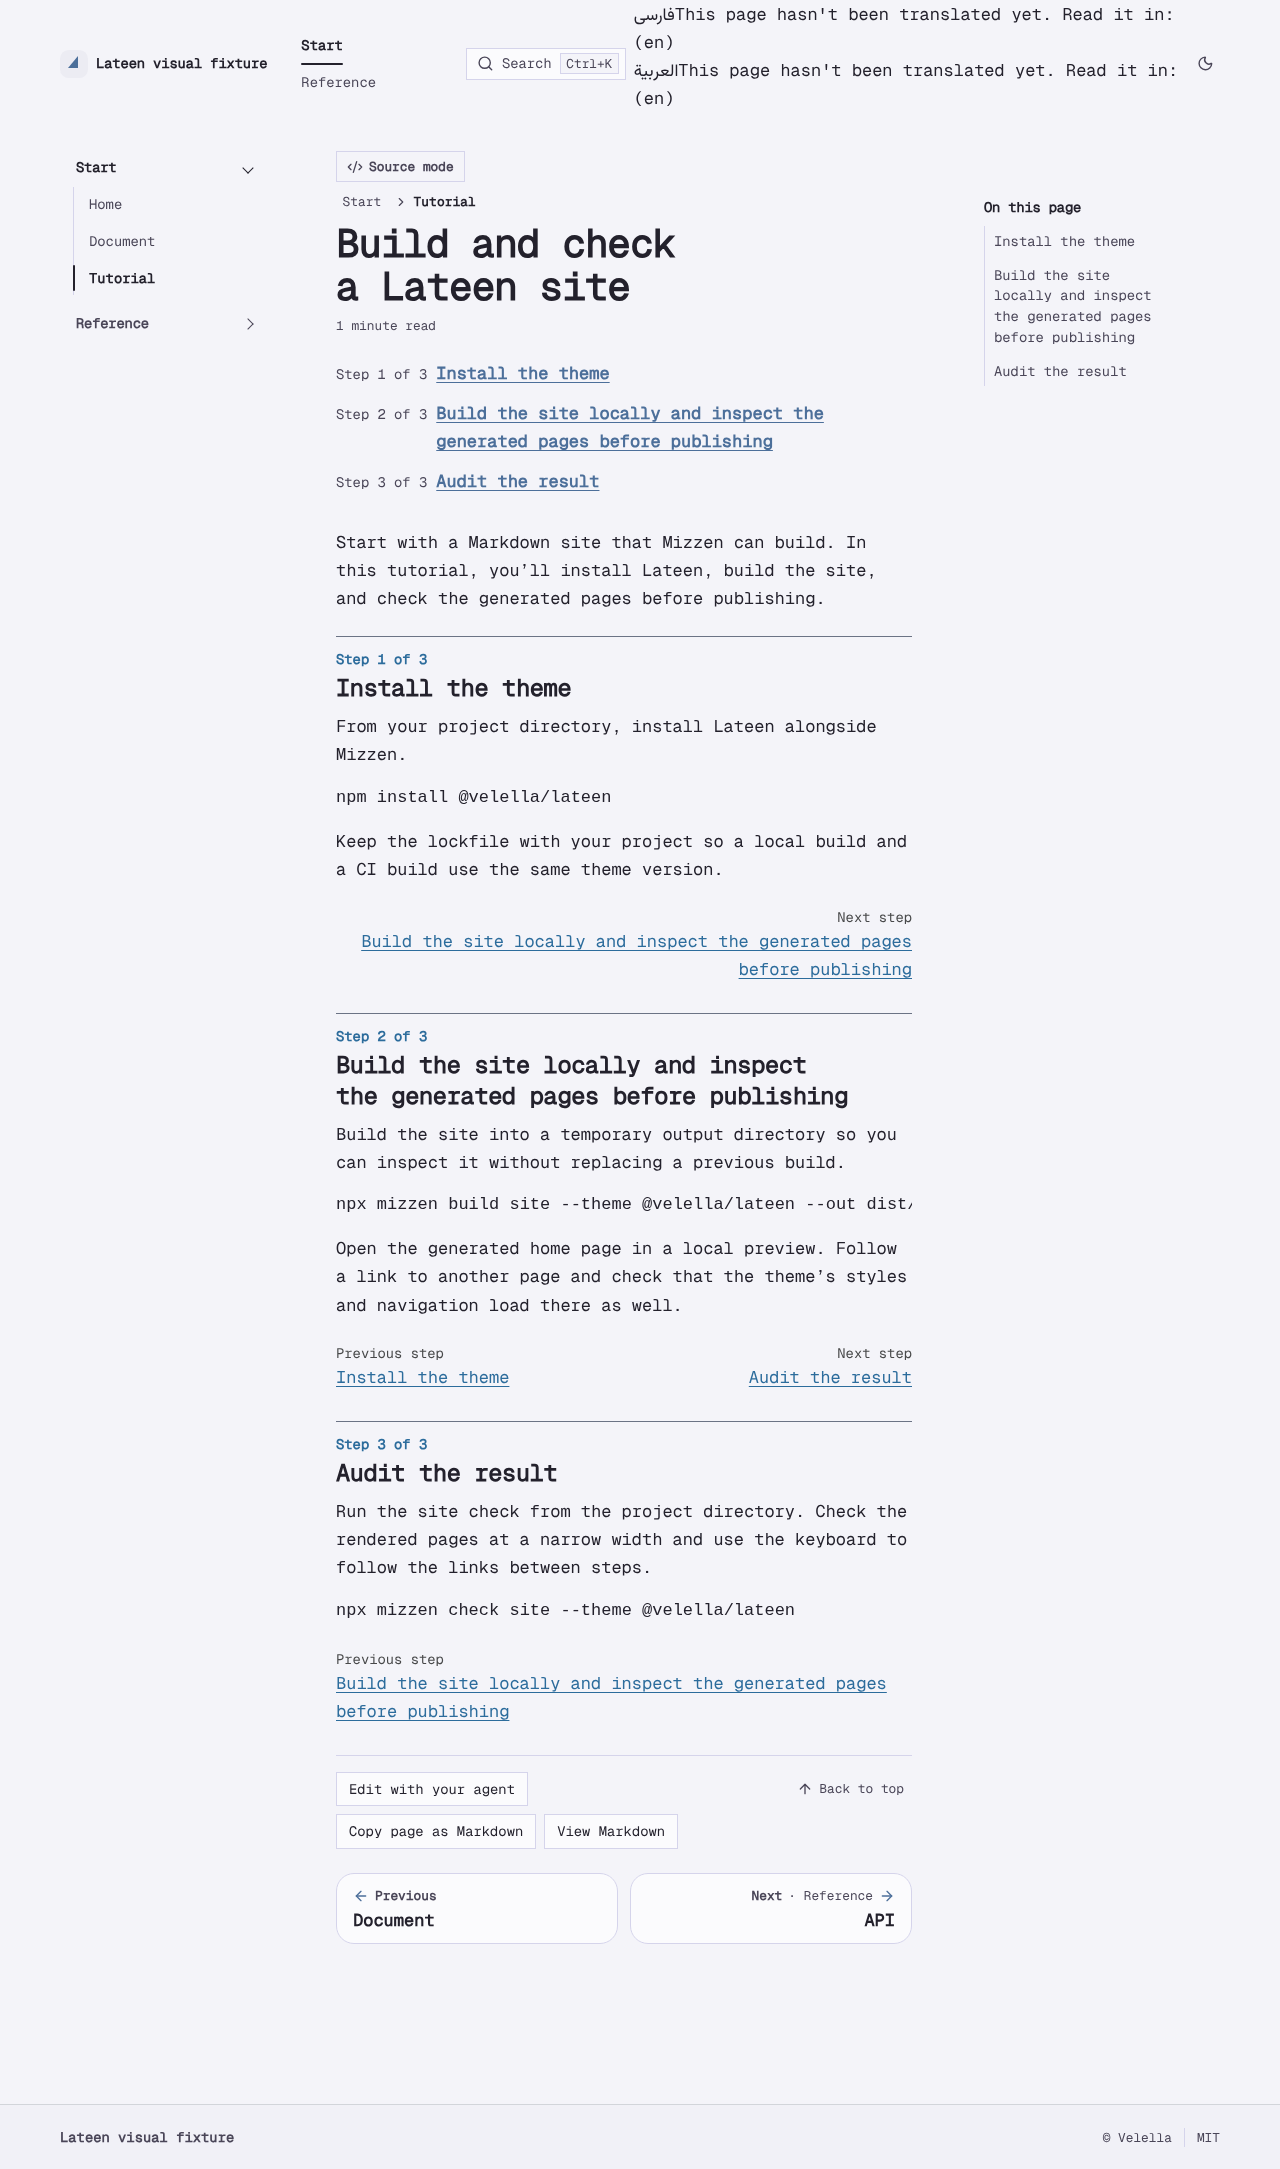 Lateen visual fixture
Start
Reference
Search Ctrl+K
فارسیThis page hasn't been translated yet. Read it in:
(en)
العربيةThis page hasn't been translated yet. Read it in:
(en)
Start
Home
Document
Tutorial
Reference
Source mode
Start Tutorial
Build and check
a Lateen site
1 minute read
Step 1 of 3 Install the theme
Step 2 of 3 Build the site locally and inspect the
generated pages before publishing
Step 3 of 3 Audit the result
Start with a Markdown site that Mizzen can build. In
this tutorial, you’ll install Lateen, build the site,
and check the generated pages before publishing.
Step 1 of 3
Install the theme
From your project directory, install Lateen alongside
Mizzen.
npm install @velella/lateen
Keep the lockfile with your project so a local build and
a CI build use the same theme version.
Next step
Build the site locally and inspect the generated pages
before publishing
Step 2 of 3
Build the site locally and inspect
the generated pages before publishing
Build the site into a temporary output directory so you
can inspect it without replacing a previous build.
npx mizzen build site --theme @velella/lateen --out dist/
Open the generated home page in a local preview. Follow
a link to another page and check that the theme’s styles
and navigation load there as well.
Previous step
Install the theme
Next step
Audit the result
Step 3 of 3
Audit the result
Run the site check from the project directory. Check the
rendered pages at a narrow width and use the keyboard to
follow the links between steps.
npx mizzen check site --theme @velella/lateen
Previous step
Build the site locally and inspect the generated pages
before publishing
Edit with your agent
Back to top
Copy page as Markdown
View Markdown
Previous
Document
Next · Reference
API
On this page
Install the theme
Build the site
locally and inspect
the generated pages
before publishing
Audit the result
Lateen visual fixture
© Velella
MIT